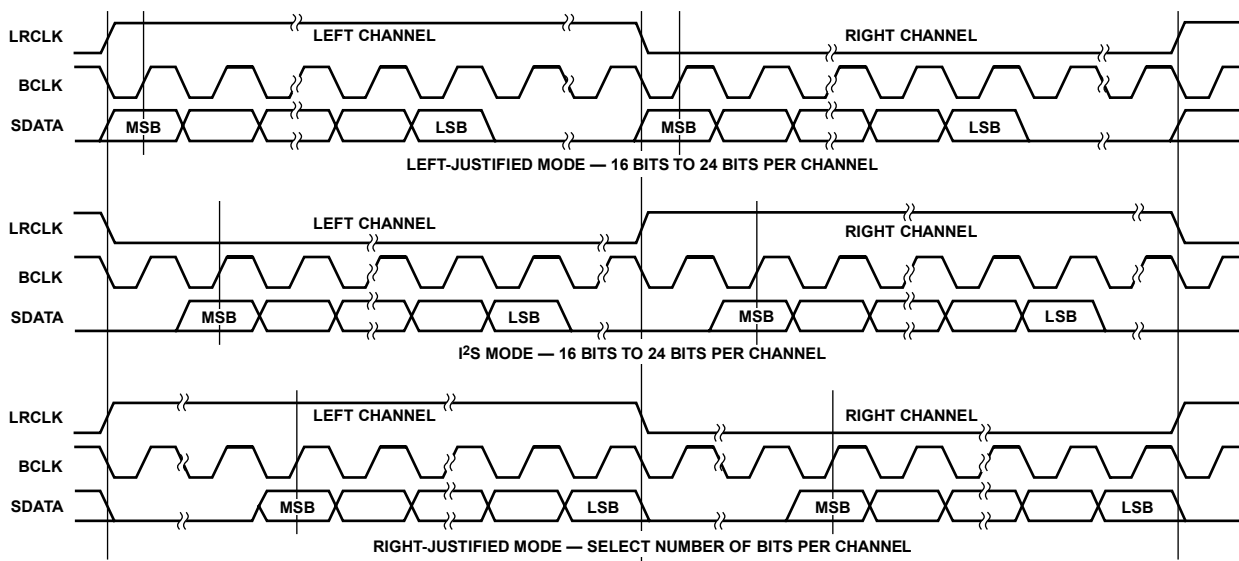 LRCLK LEFT CHANNEL RIGHT CHANNEL
BCLK
SDATA MSB LSB MSB LSB
LEFT-JUSTIFIED MODE — 16 BITS TO 24 BITS PER CHANNEL
LRCLK LEFT CHANNEL RIGHT CHANNEL
BCLK
SDATA MSB LSB MSB LSB
I²S MODE — 16 BITS TO 24 BITS PER CHANNEL
LRCLK LEFT CHANNEL RIGHT CHANNEL
BCLK
SDATA MSB LSB MSB LSB
RIGHT-JUSTIFIED MODE — SELECT NUMBER OF BITS PER CHANNEL